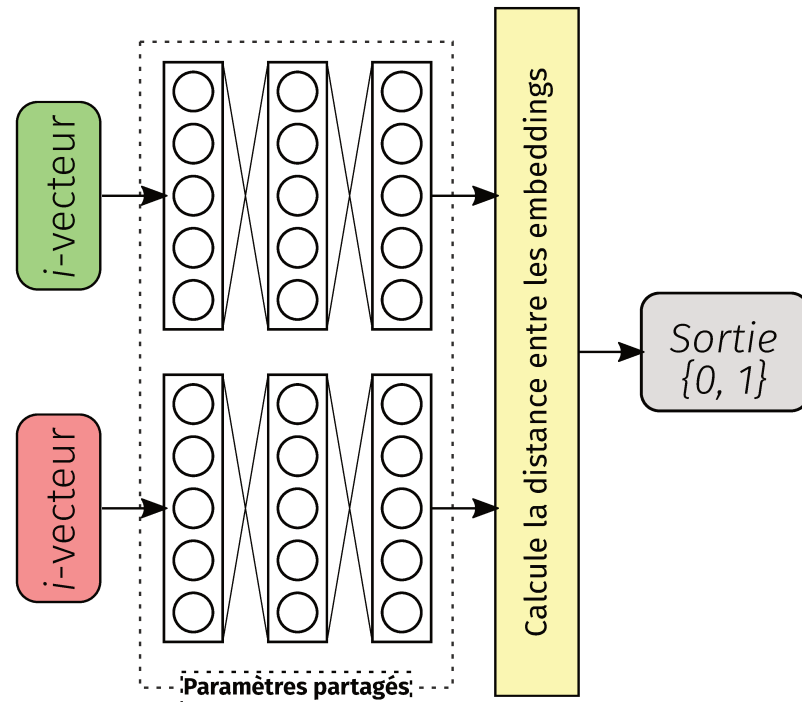 i-vecteur
i-vecteur
Paramètres partagés
Calcule la distance entre les embeddings
Sortie
{0, 1}